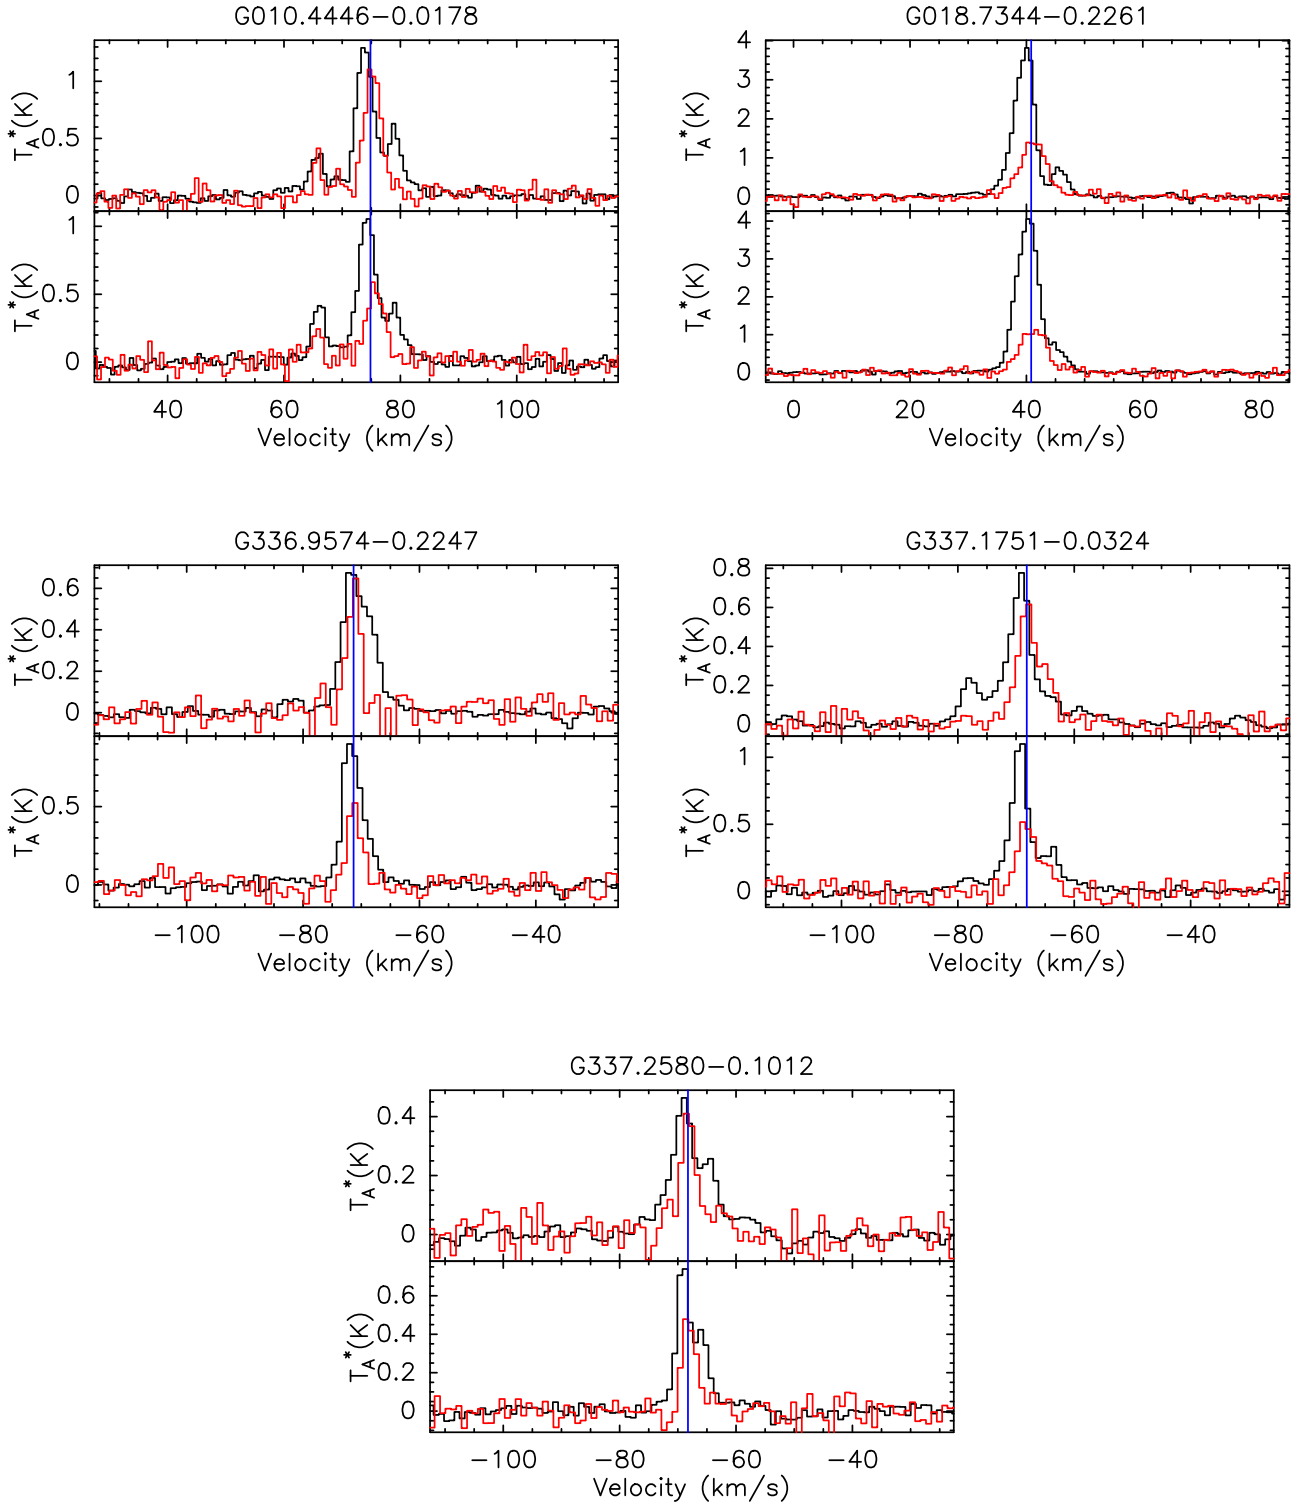 G010.4446−0.0178
G018.7344−0.2261
T_A^*(K)
1
0.5
0
T_A^*(K)
4
3
2
1
0
T_A^*(K)
1
0.5
0
T_A^*(K)
4
3
2
1
0
40 60 80 100
Velocity (km/s)
0 20 40 60 80
Velocity (km/s)
G336.9574−0.2247
G337.1751−0.0324
T_A^*(K)
0.6
0.4
0.2
0
T_A^*(K)
0.8
0.6
0.4
0.2
0
T_A^*(K)
0.5
0
T_A^*(K)
1
0.5
0
−100 −80 −60 −40
Velocity (km/s)
−100 −80 −60 −40
Velocity (km/s)
G337.2580−0.1012
T_A^*(K)
0.4
0.2
0
T_A^*(K)
0.6
0.4
0.2
0
−100 −80 −60 −40
Velocity (km/s)